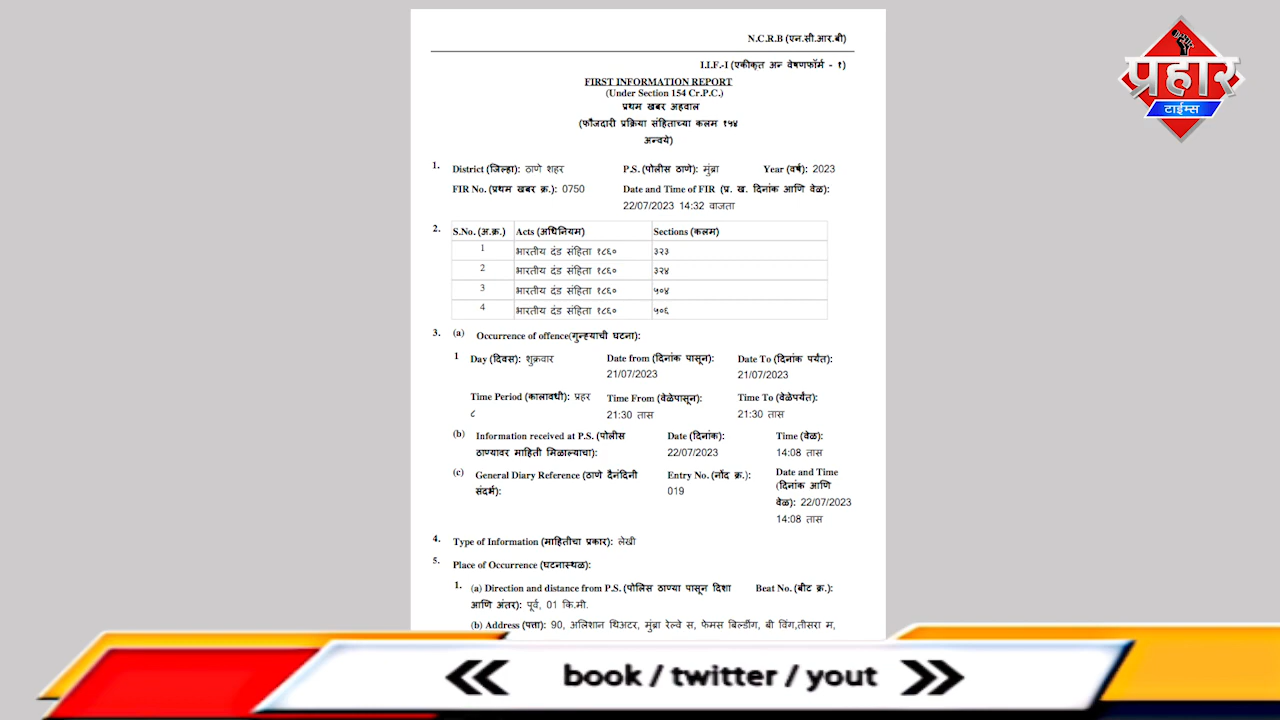 N.C.R.B (एन.सी.आर.बी)
I.I.F.-I (एकीकृत अन वेषणफॉर्म - १)
FIRST INFORMATION REPORT
(Under Section 154 Cr.P.C.)
प्रथम खबर अहवाल
(फौजदारी प्रक्रिया संहिताच्या कलम १५४
अन्वये)
1. District (जिल्हा): ठाणे शहर P.S.(पोलीस ठाणे): मुंब्रा Year (वर्ष): 2023
FIR No. (प्रथम खबर क्र.): 0750 Date and Time of FIR (प्र. ख. दिनांक आणि वेळ):
22/07/2023 14:32 वाजता
2. S.No. (अ.क्र.) Acts (अधिनियम) Sections (कलम)
1 भारतीय दंड संहिता १८६० ३२३
2 भारतीय दंड संहिता १८६० ३२४
3 भारतीय दंड संहिता १८६० ५०४
4 भारतीय दंड संहिता १८६० ५०६
3. (a) Occurrence of offence(गुन्ह्याची घटना):
1 Day (दिवस): शुक्रवार Date from (दिनांक पासून): Date To (दिनांक पर्यंत):
21/07/2023 21/07/2023
Time Period (कालावधी): प्रहर Time From (वेळेपासून): Time To (वेळेपर्यंत):
८ 21:30 तास 21:30 तास
(b) Information received at P.S. (पोलीस Date (दिनांक): Time (वेळ):
ठाण्यावर माहिती मिळाल्याचा): 22/07/2023 14:08 तास
(c) General Diary Reference (ठाणे दैनंदिनी Entry No. (नोंद क्र.): Date and Time
संदर्भ): 019 (दिनांक आणि
वेळ): 22/07/2023
14:08 तास
4. Type of Information (माहितीचा प्रकार): लेखी
5. Place of Occurrence (घटनास्थळ):
1. (a) Direction and distance from P.S. (पोलिस ठाण्या पासून दिशा Beat No. (बीट क्र.):
आणि अंतर): पूर्व, 01 कि.मी.
(b) Address (पत्ता): 90, अलिशान थिअटर, मुंब्रा रेल्वे स, फेमस बिल्डींग, बी विंग,तीसरा म,
प्रहार
टाईम्स
book / twitter / yout